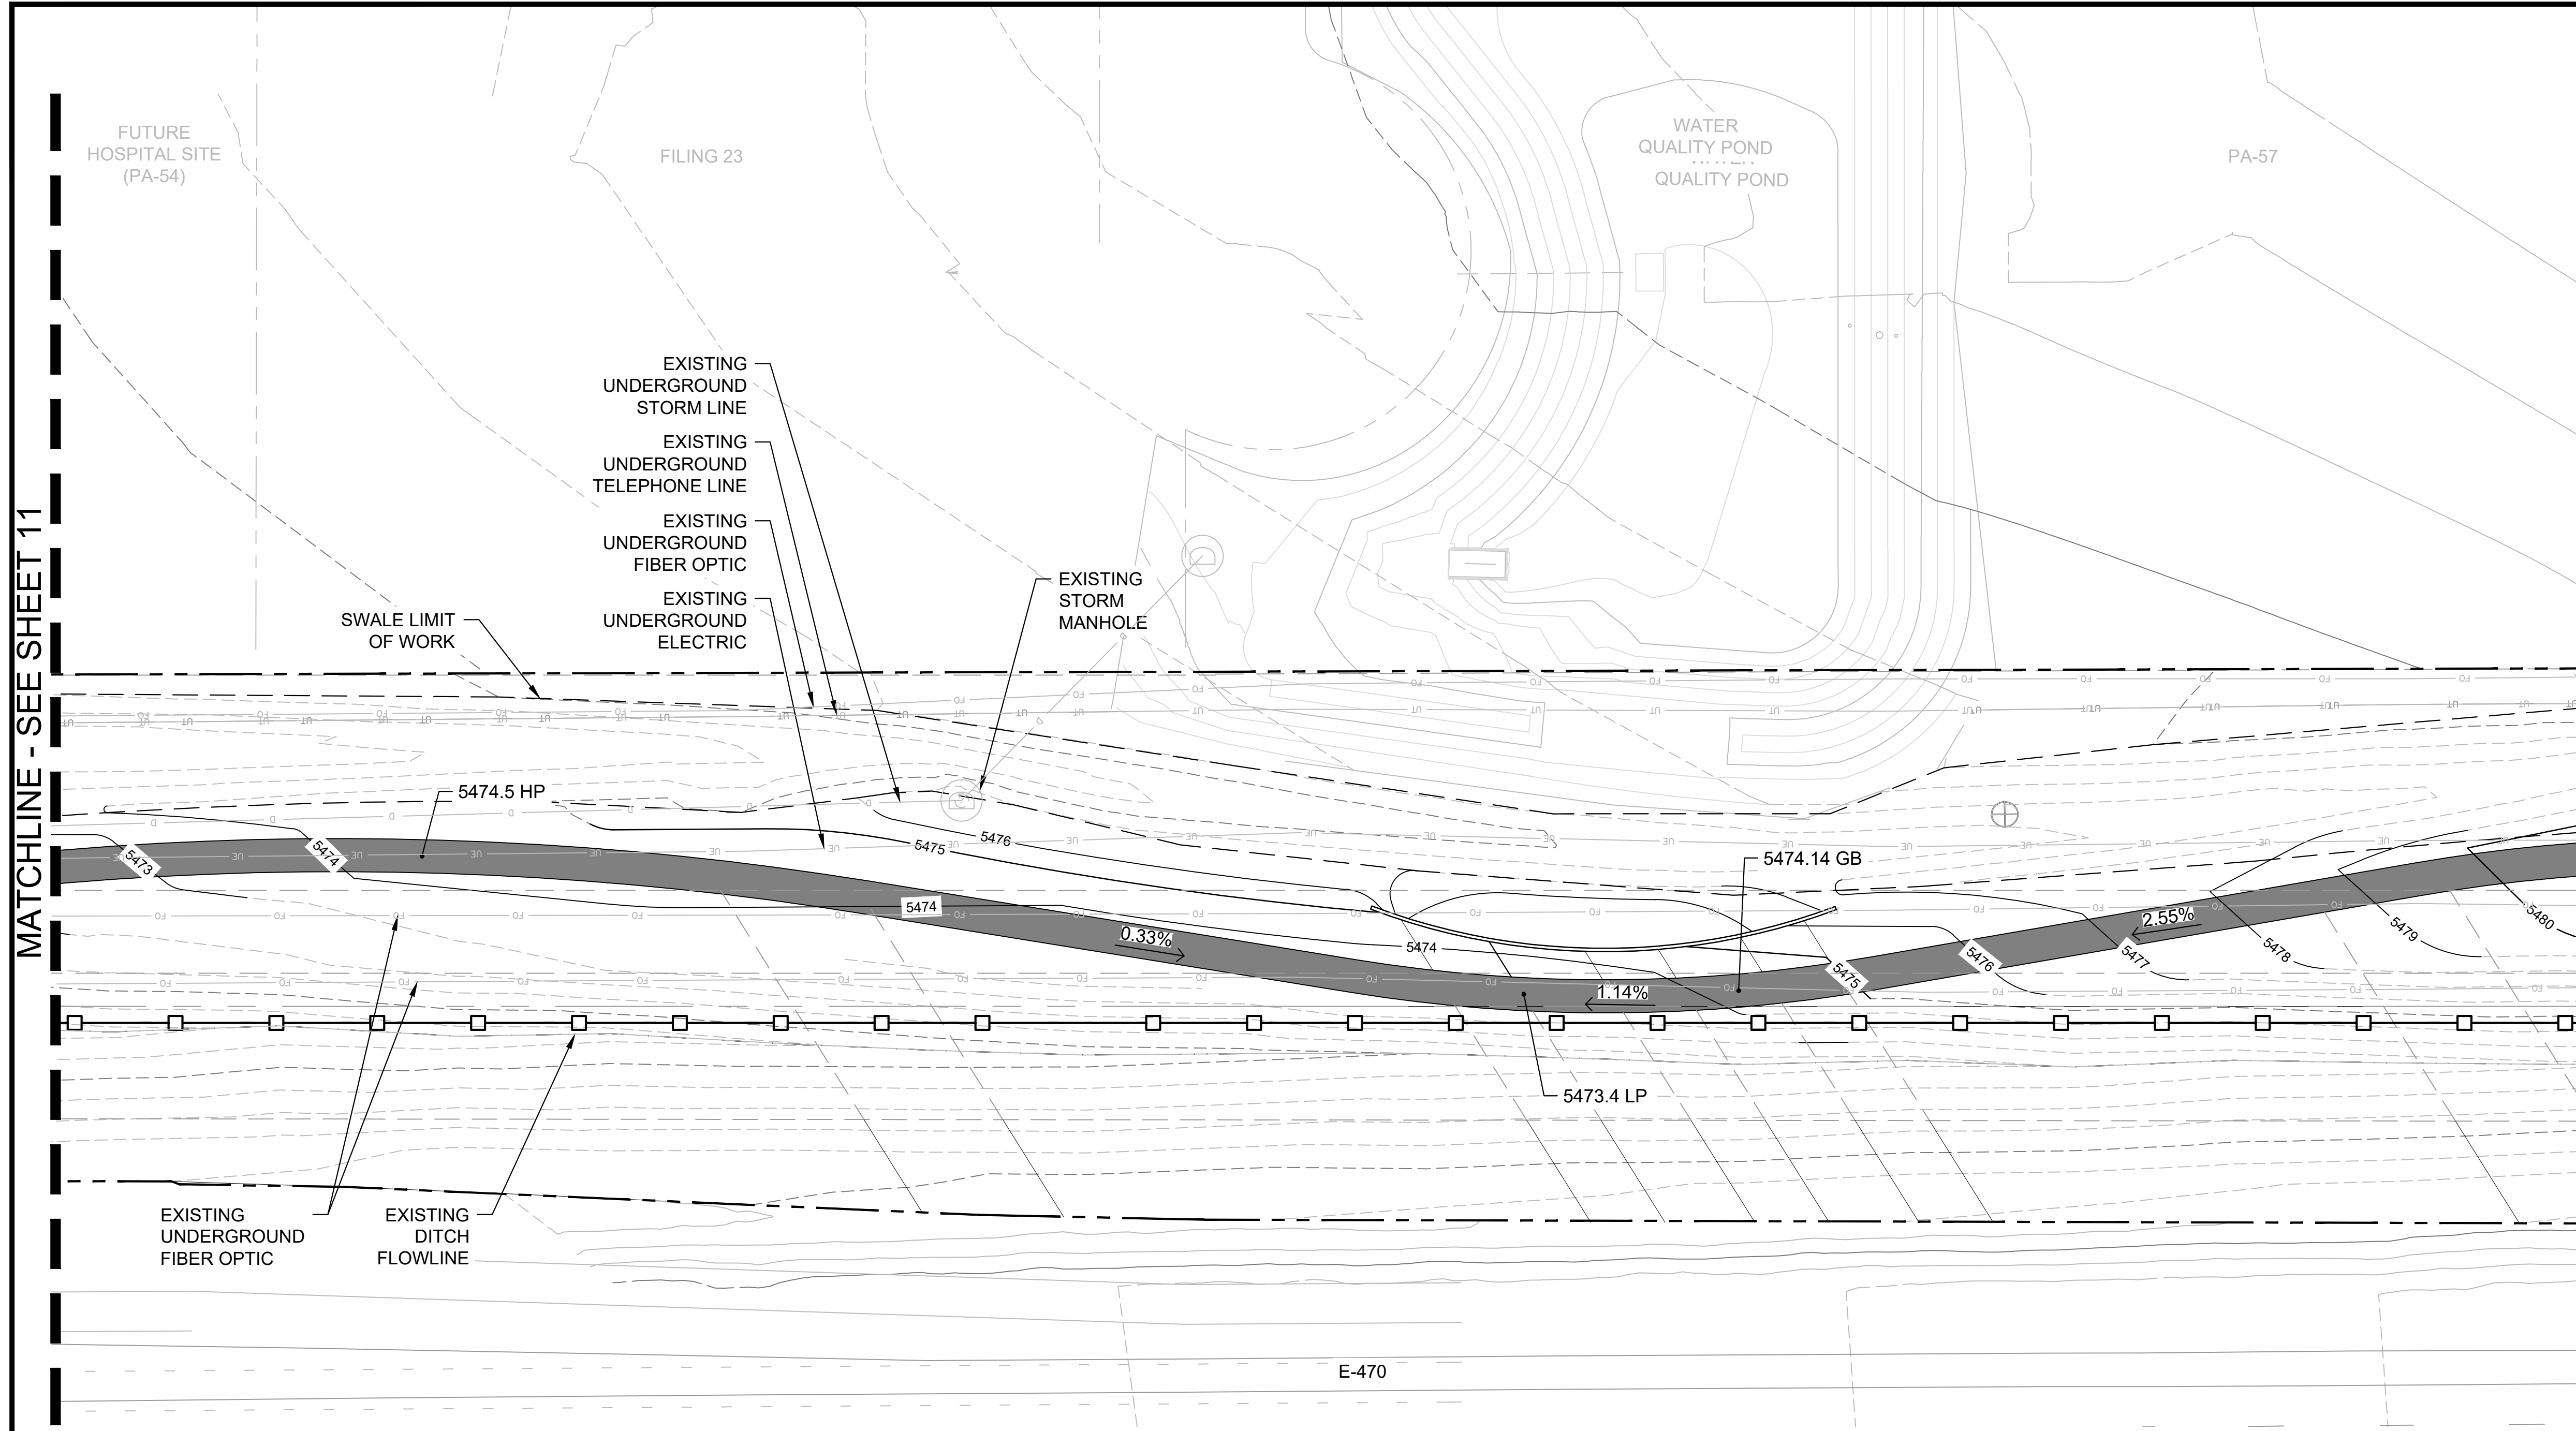 MATCHLINE - SEE SHEET 11
FUTURE
HOSPITAL SITE
(PA-54)
FILING 23
WATER
QUALITY POND
WATER
QUALITY POND
PA-57
EXISTING
UNDERGROUND
STORM LINE
EXISTING
UNDERGROUND
TELEPHONE LINE
EXISTING
UNDERGROUND
FIBER OPTIC
EXISTING
UNDERGROUND
ELECTRIC
EXISTING
STORM
MANHOLE
SWALE LIMIT
OF WORK
5474.5 HP
5473
5474
5475
5476
5474
0.33%
5474
5474.14 GB
1.14%
5473.4 LP
5475
5476
2.55%
5477
5478
5479
5480
EXISTING
UNDERGROUND
FIBER OPTIC
EXISTING
DITCH
FLOWLINE
E-470